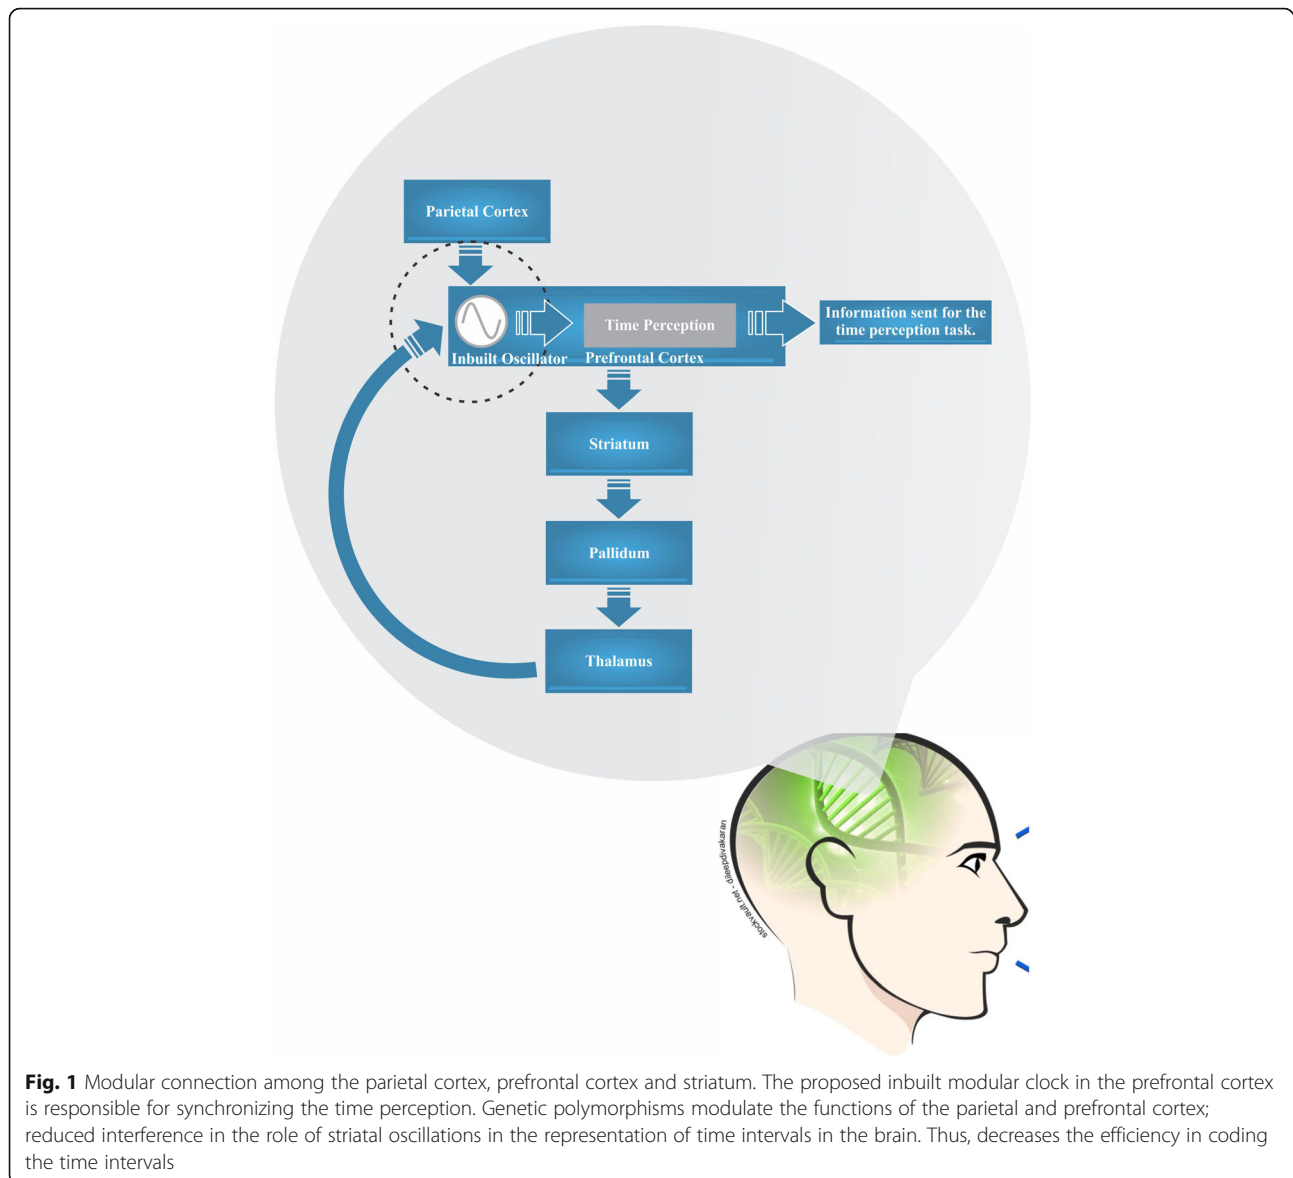 Parietal Cortex
Time Perception
Inbuilt Oscillator
Prefrontal Cortex
Information sent for the
time perception task.
Striatum
Pallidum
Thalamus
stockvault.net - dileepdivakaran
Fig. 1 Modular connection among the parietal cortex, prefrontal cortex and striatum. The proposed inbuilt modular clock in the prefrontal cortex
is responsible for synchronizing the time perception. Genetic polymorphisms modulate the functions of the parietal and prefrontal cortex;
reduced interference in the role of striatal oscillations in the representation of time intervals in the brain. Thus, decreases the efficiency in coding
the time intervals